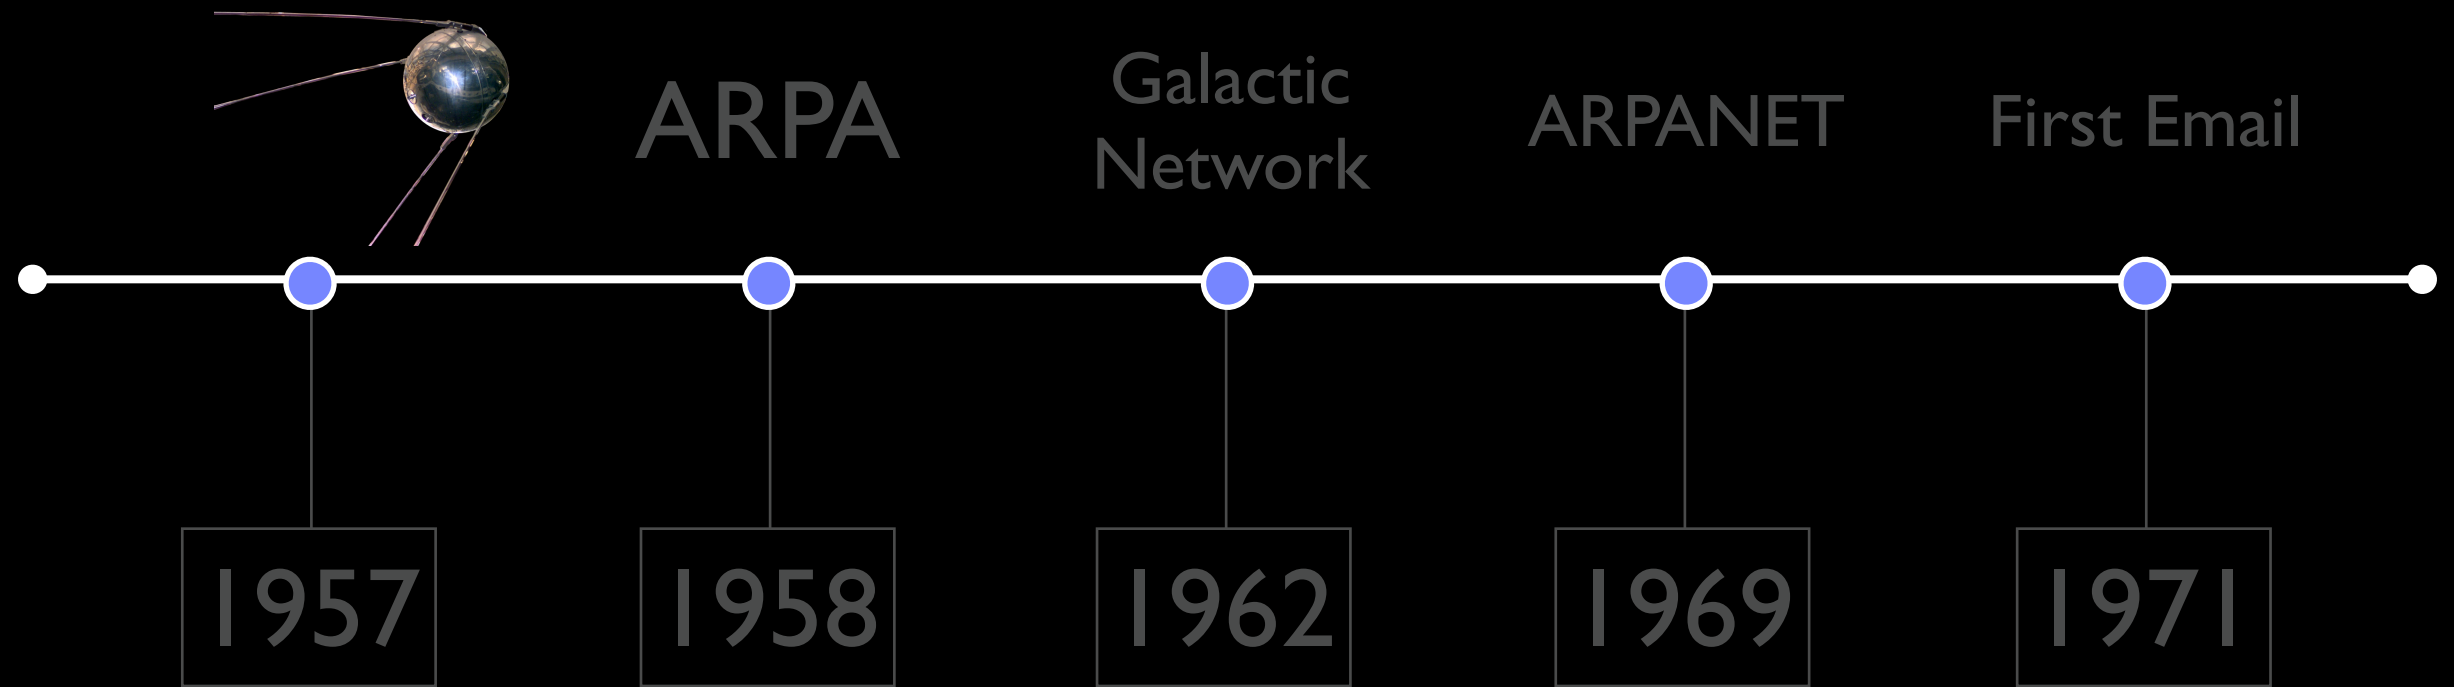 ARPA
Galactic
Network
ARPANET
First Email
1957
1958
1962
1969
1971